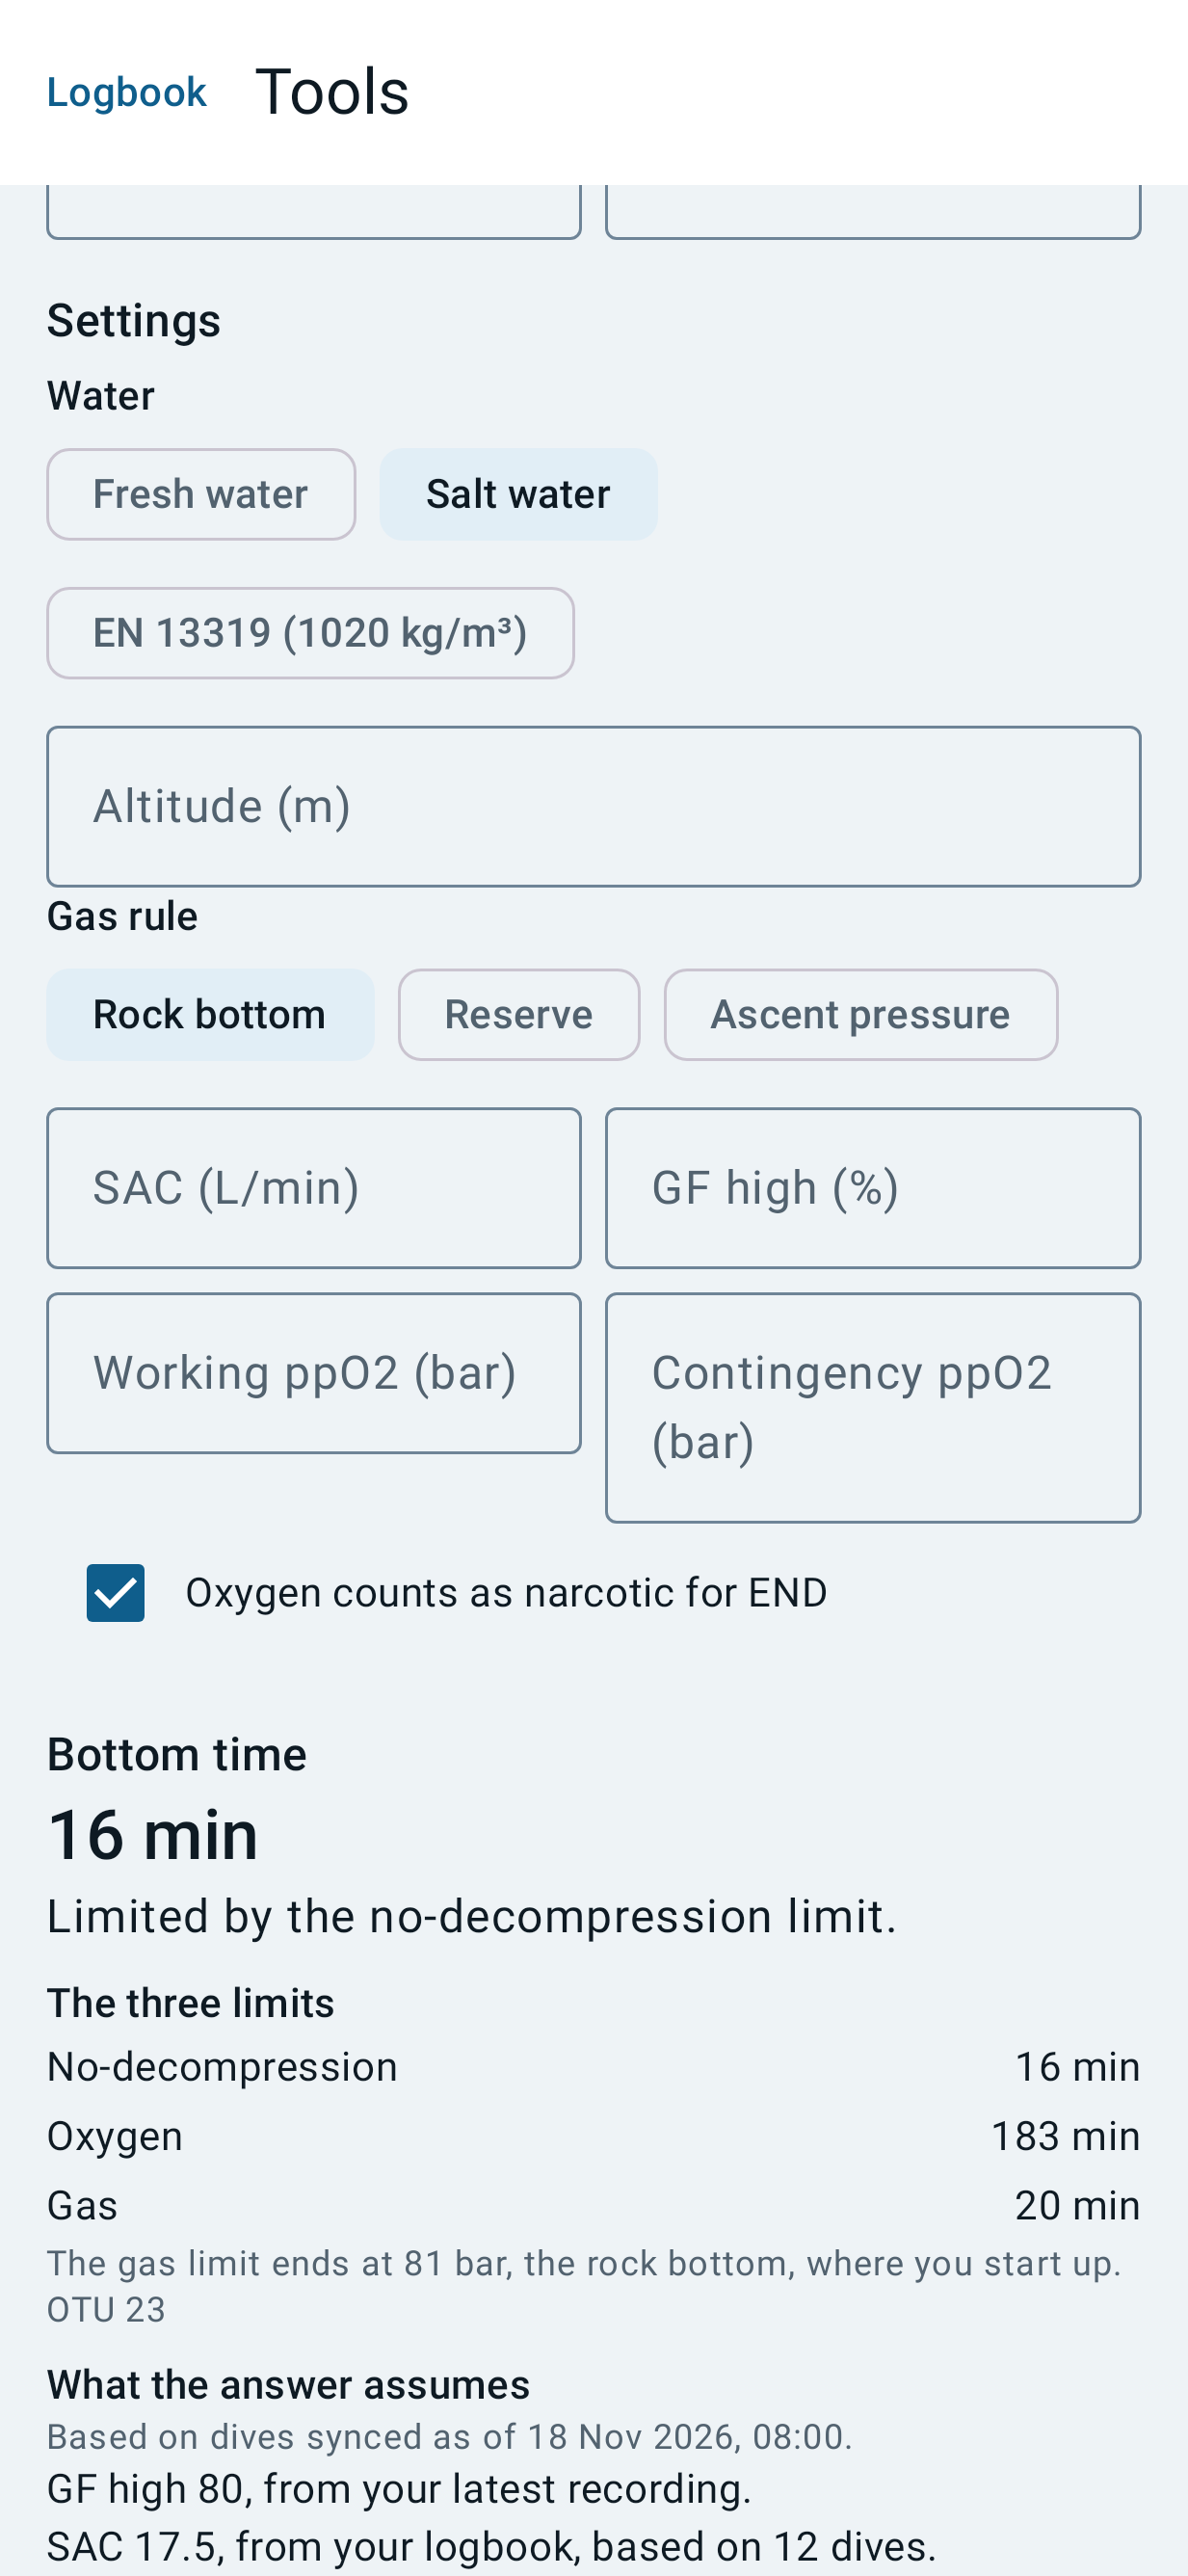 Logbook Tools
Settings
Water
Fresh water Salt water
EN 13319 (1020 kg/m³)
Altitude (m)
Gas rule
Rock bottom Reserve Ascent pressure
SAC (L/min) GF high (%)
Working ppO2 (bar) Contingency ppO2
(bar)
Oxygen counts as narcotic for END
Bottom time
16 min
Limited by the no-decompression limit.
The three limits
No-decompression 16 min
Oxygen 183 min
Gas 20 min
The gas limit ends at 81 bar, the rock bottom, where you start up.
OTU 23
What the answer assumes
Based on dives synced as of 18 Nov 2026, 08:00.
GF high 80, from your latest recording.
SAC 17.5, from your logbook, based on 12 dives.